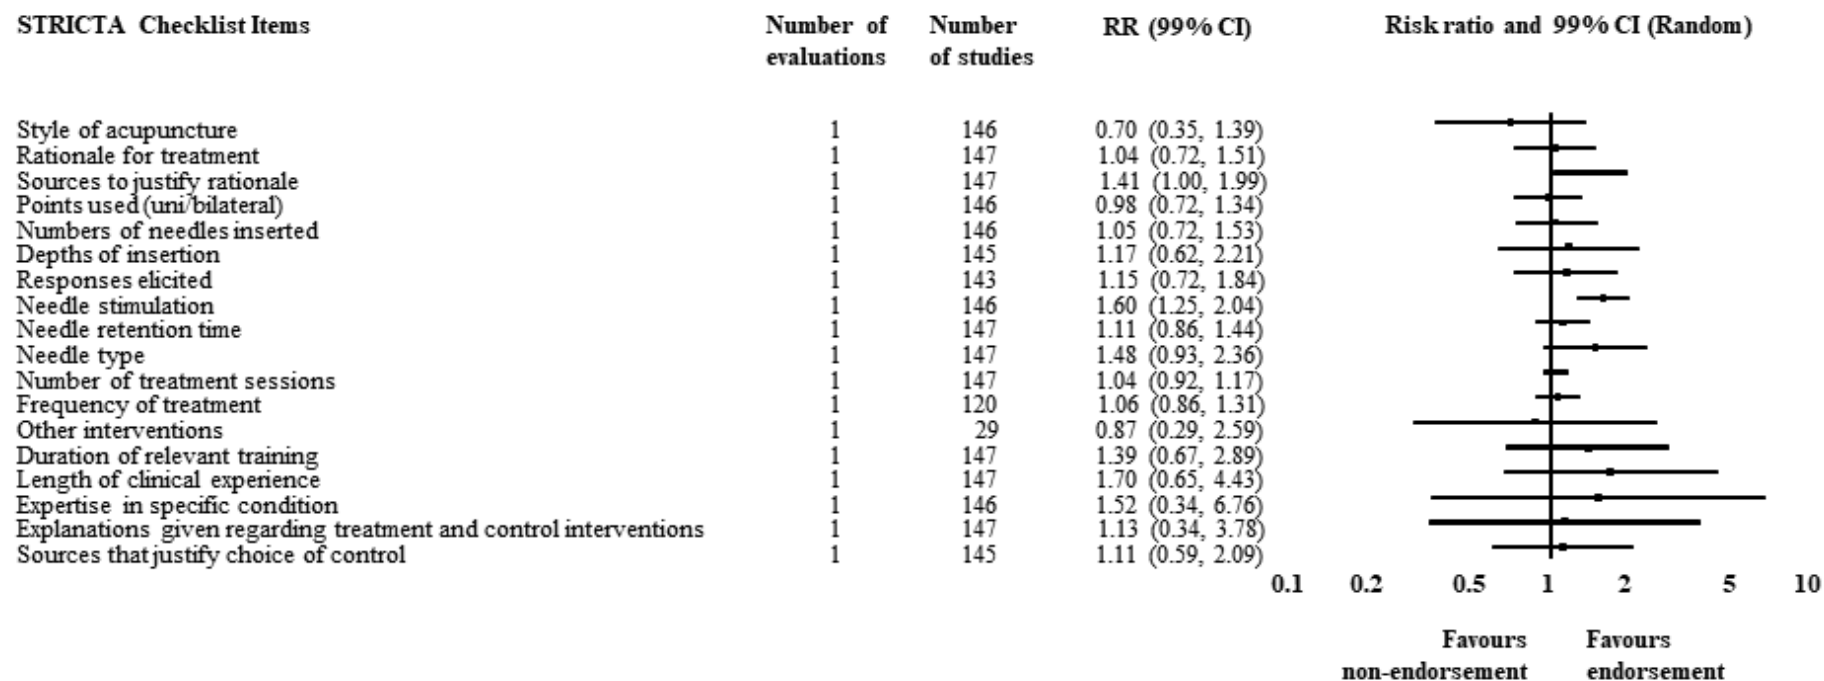 STRICTA Checklist Items Number of evaluations Number of studies RR (99% CI) Risk ratio and 99% CI (Random)
Style of acupuncture 1 146 0.70 (0.35, 1.39)
Rationale for treatment 1 147 1.04 (0.72, 1.51)
Sources to justify rationale 1 147 1.41 (1.00, 1.99)
Points used (uni/bilateral) 1 146 0.98 (0.72, 1.34)
Numbers of needles inserted 1 146 1.05 (0.72, 1.53)
Depths of insertion 1 145 1.17 (0.62, 2.21)
Responses elicited 1 143 1.15 (0.72, 1.84)
Needle stimulation 1 146 1.60 (1.25, 2.04)
Needle retention time 1 147 1.11 (0.86, 1.44)
Needle type 1 147 1.48 (0.93, 2.36)
Number of treatment sessions 1 147 1.04 (0.92, 1.17)
Frequency of treatment 1 120 1.06 (0.86, 1.31)
Other interventions 1 29 0.87 (0.29, 2.59)
Duration of relevant training 1 147 1.39 (0.67, 2.89)
Length of clinical experience 1 147 1.70 (0.65, 4.43)
Expertise in specific condition 1 146 1.52 (0.34, 6.76)
Explanations given regarding treatment and control interventions 1 147 1.13 (0.34, 3.78)
Sources that justify choice of control 1 145 1.11 (0.59, 2.09)
0.1 0.2 0.5 1 2 5 10
Favours non-endorsement Favours endorsement